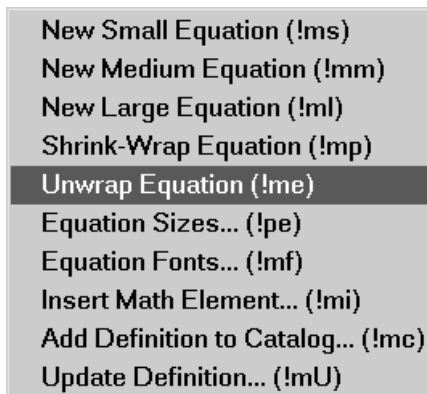 New Small Equation (!ms)
New Medium Equation (!mm)
New Large Equation (!ml)
Shrink-Wrap Equation (!mp)
Unwrap Equation (!me)
Equation Sizes... (!pe)
Equation Fonts... (!mf)
Insert Math Element... (!mi)
Add Definition to Catalog... (!mc)
Update Definition... (!mU)